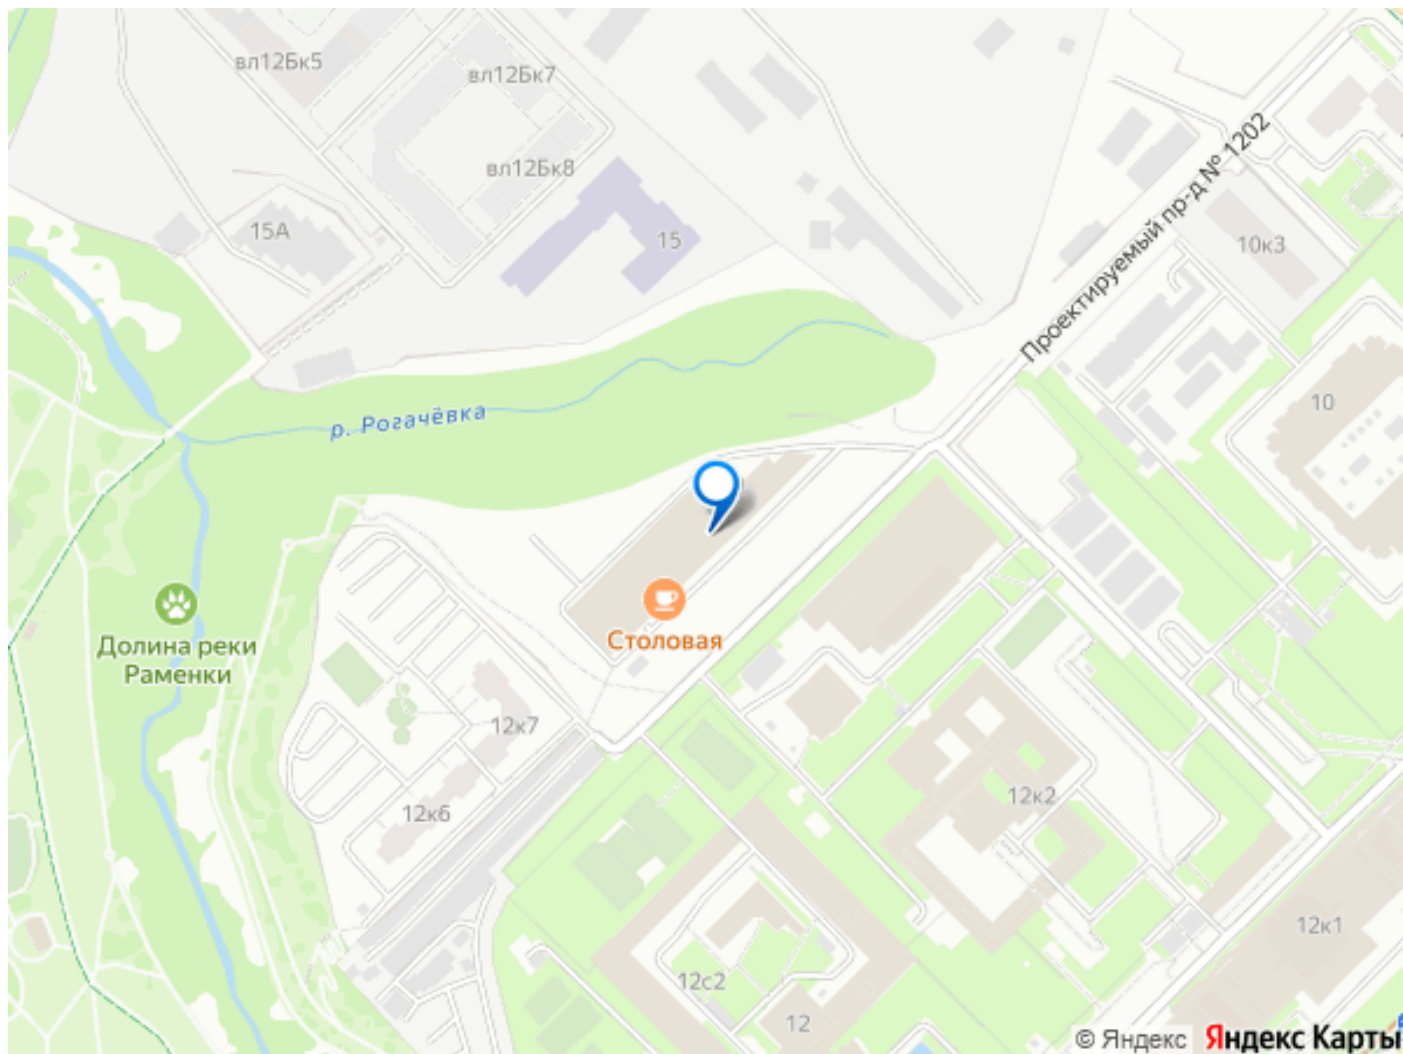 вл12Бк5
вл12Бк7
Проектируемый пр-д № 1202
вл12Бк8
15А
15
10к3
10
р. Рогачёвка
Столовая
Долина реки
Раменки
12к7
12к6
12к2
12к1
12с2
12
© Яндекс Яндекс Карты